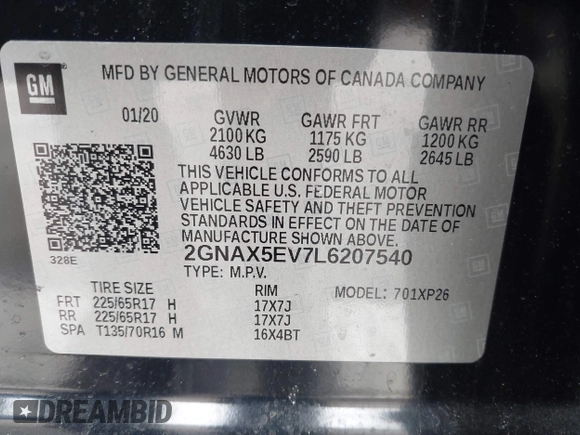 GM
MFD BY GENERAL MOTORS OF CANADA COMPANY
01/20 GVWR GAWR FRT GAWR RR
2100 KG 1175 KG 1200 KG
4630 LB 2590 LB 2645 LB
THIS VEHICLE CONFORMS TO ALL
APPLICABLE U.S. FEDERAL MOTOR
VEHICLE SAFETY AND THEFT PREVENTION
STANDARDS IN EFFECT ON THE DATE OF
MANUFACTURE SHOWN ABOVE.
328E 2GNAX5EV7L6207540
TYPE: M.P.V.
TIRE SIZE RIM MODEL: 701XP26
FRT 225/65R17 H 17X7J
RR 225/65R17 H 17X7J
SPA T135/70R16 M 16X4BT
DREAMBID